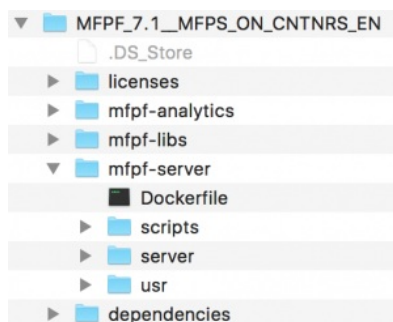 MFPF_7.1__MFPS_ON_CNTNRS_EN
.DS_Store
licenses
mfpf-analytics
mfpf-libs
mfpf-server
Dockerfile
scripts
server
usr
dependencies